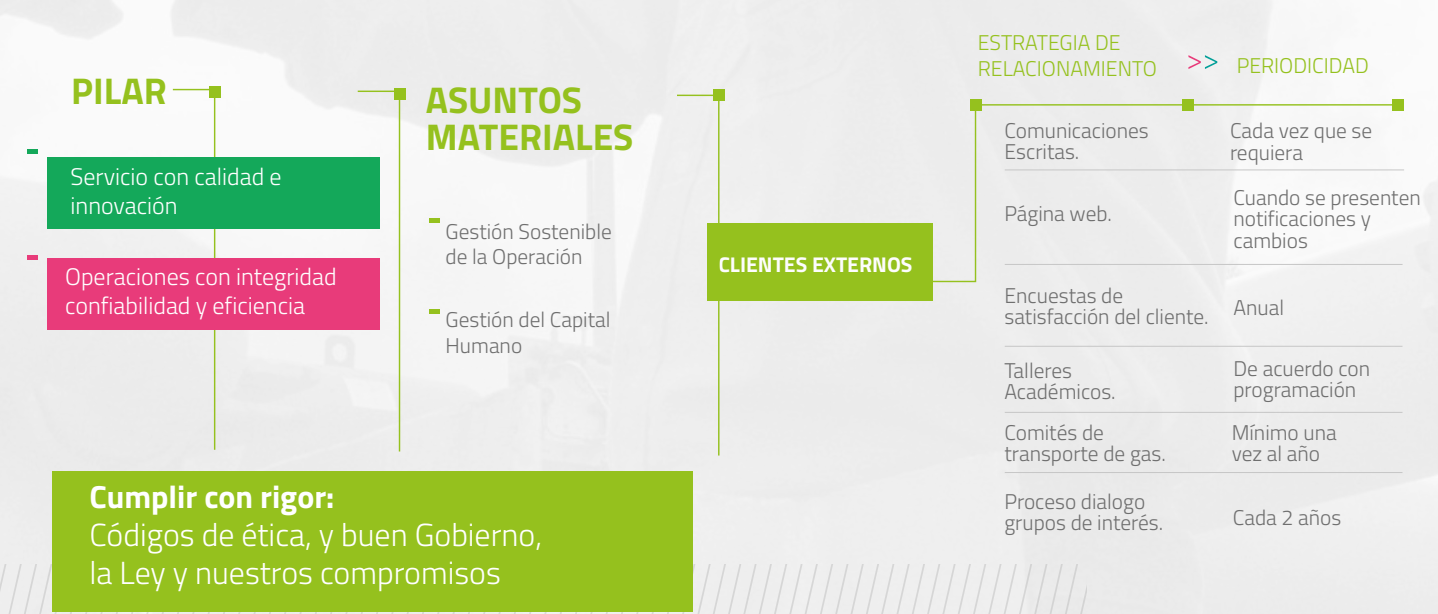 PILAR
Servicio con calidad e
innovación
Operaciones con integridad
confiabilidad y eficiencia
ASUNTOS
MATERIALES
Gestión Sostenible
de la Operación
Gestión del Capital
Humano
Cumplir con rigor:
Códigos de ética, y buen Gobierno,
la Ley y nuestros compromisos
CLIENTES EXTERNOS
ESTRATEGIA DE
RELACIONAMIENTO
>>
PERIODICIDAD
Comunicaciones
Escritas.
Cada vez que se
requiera
Página web.
Cuando se presenten
notificaciones y
cambios
Encuestas de
satisfacción del cliente.
Anual
Talleres
Académicos.
De acuerdo con
programación
Comités de
transporte de gas.
Mínimo una
vez al año
Proceso dialogo
grupos de interés.
Cada 2 años